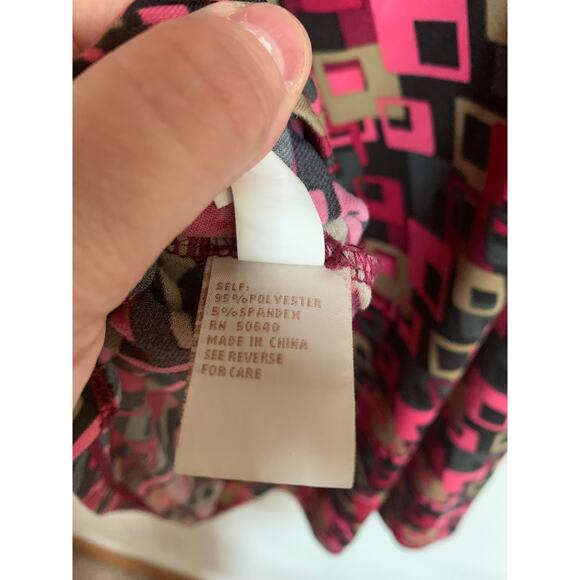 SELF:
95%POLYESTER
5%SPANDEX
RN 50640
MADE IN CHINA
SEE REVERSE
FOR CARE